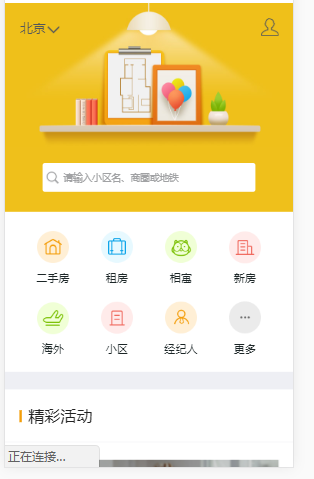 北京
请输入小区名、商圈或地铁
二手房 租房 相寓 新房
海外 小区 经纪人 更多
精彩活动
正在连接...